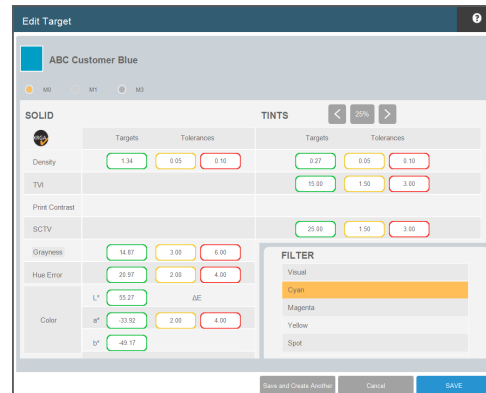 Edit Target
?
ABC Customer Blue
M0 M1 M3
SOLID TINTS < 25% >
XRGA
Targets Tolerances Targets Tolerances
Density 1.34 0.05 0.10 0.27 0.05 0.10
TVI 15.00 1.50 3.00
Print Contrast
SCTV 25.00 1.50 3.00
Grayness 14.87 3.00 6.00
Hue Error 20.97 2.00 4.00
L* 55.27 ΔE
Color a* -33.92 2.00 4.00
b* -49.17
FILTER
Visual
Cyan
Magenta
Yellow
Spot
Save and Create Another Cancel SAVE